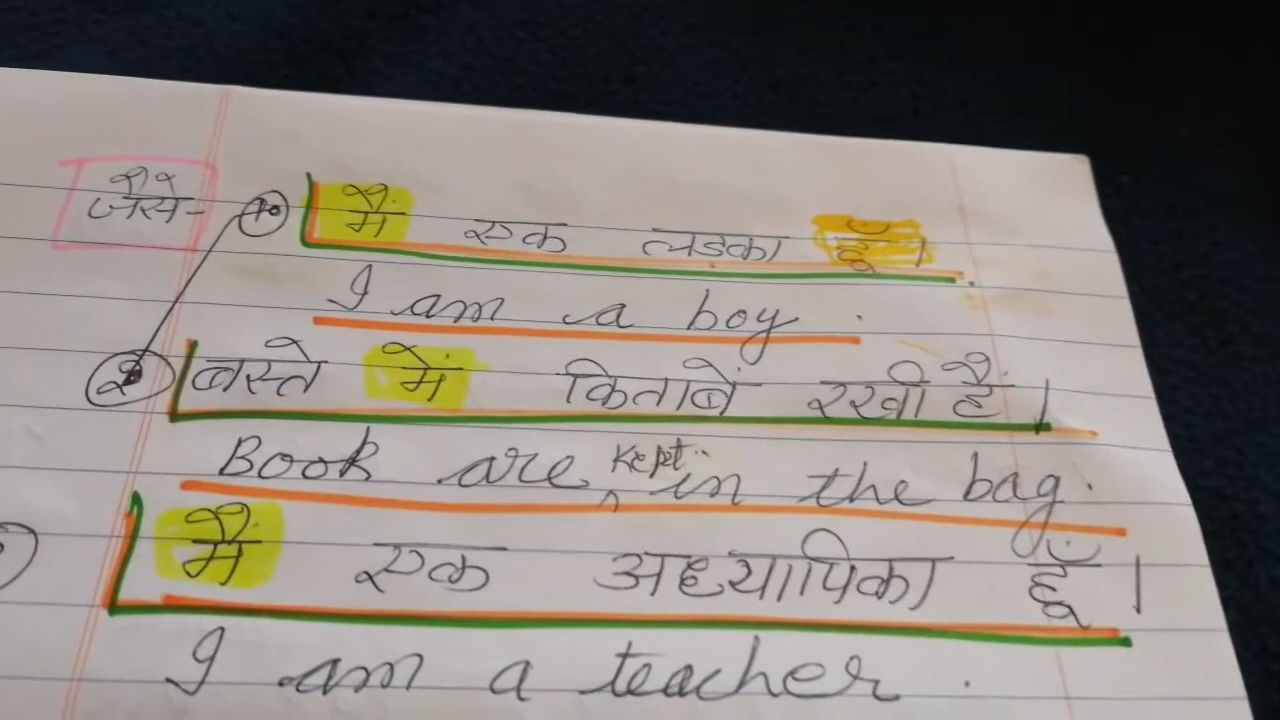 जैसे- (1) मैं एक लड़का हूँ।
I am a boy.
(2) बस्ते में किताबें रखी हैं।
Book are kept in the bag.
मैं एक अध्यापिका हूँ।
I am a teacher.